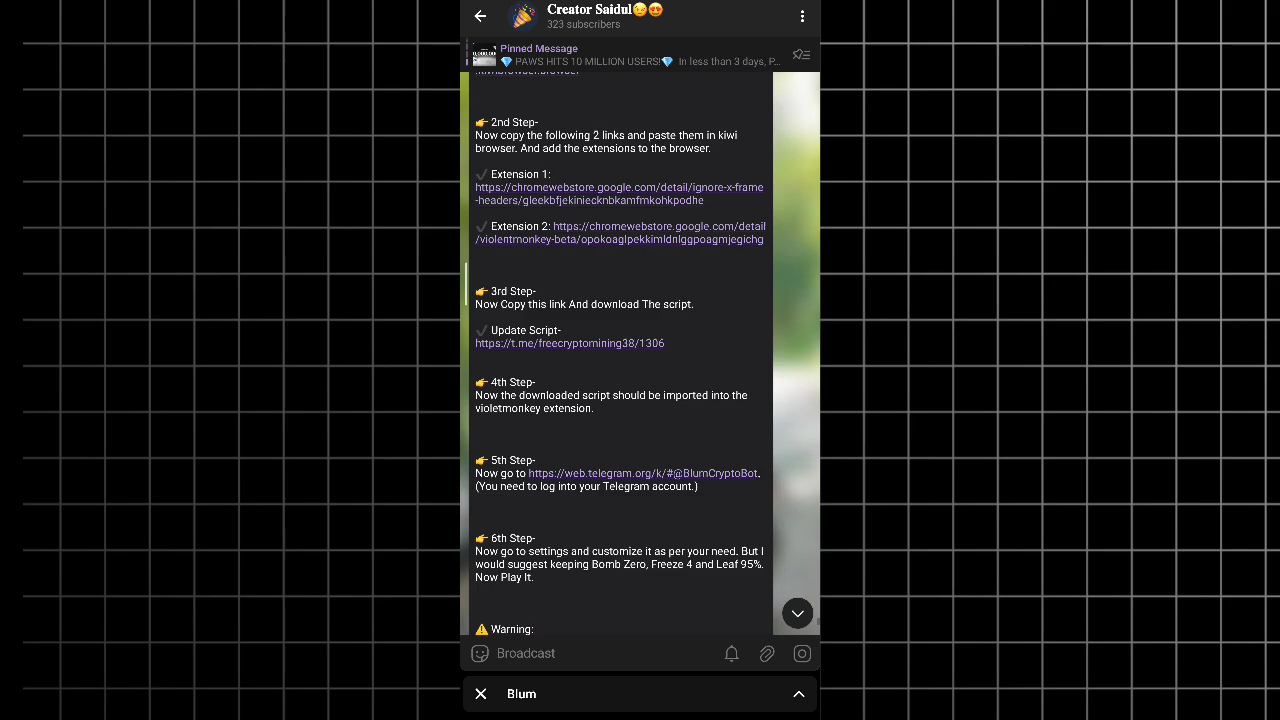 Creator Saidul😉😍
323 subscribers
Pinned Message
💎 PAWS HITS 10 MILLION USERS!💎 In less than 3 days, P...
👉 2nd Step-
Now copy the following 2 links and paste them in kiwi
browser. And add the extensions to the browser.
✔️ Extension 1:
https://chromewebstore.google.com/detail/ignore-x-frame
-headers/gleekbfjekiniecknbkamfmkohkpodhe
✔️ Extension 2: https://chromewebstore.google.com/detail
/violentmonkey-beta/opokoaglpekkimldnlggpoagmjegichg
👉 3rd Step-
Now Copy this link And download The script.
✔️ Update Script-
https://t.me/freecryptomining38/1306
👉 4th Step-
Now the downloaded script should be imported into the
violetmonkey extension.
👉 5th Step-
Now go to https://web.telegram.org/k/#@BlumCryptoBot.
(You need to log into your Telegram account.)
👉 6th Step-
Now go to settings and customize it as per your need. But I
would suggest keeping Bomb Zero, Freeze 4 and Leaf 95%.
Now Play It.
⚠️ Warning:
Broadcast
Blum